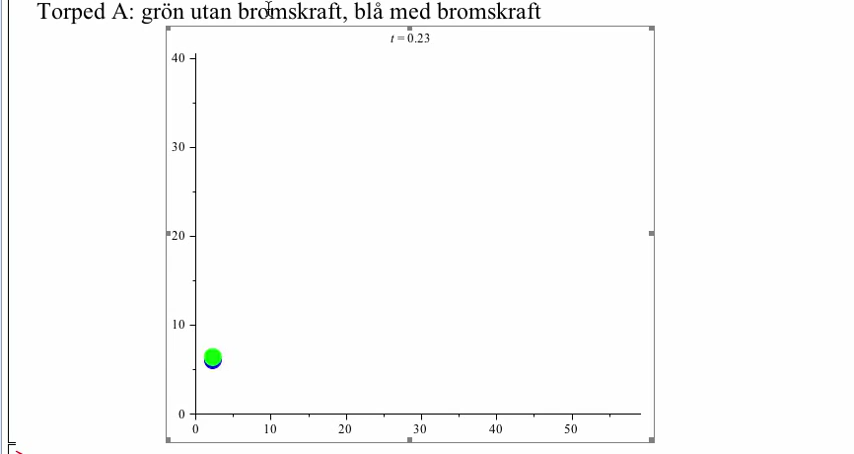 Torped A: grön utan bromskraft, blå med bromskraft
t = 0.23
40
30
20
10
0
0 10 20 30 40 50